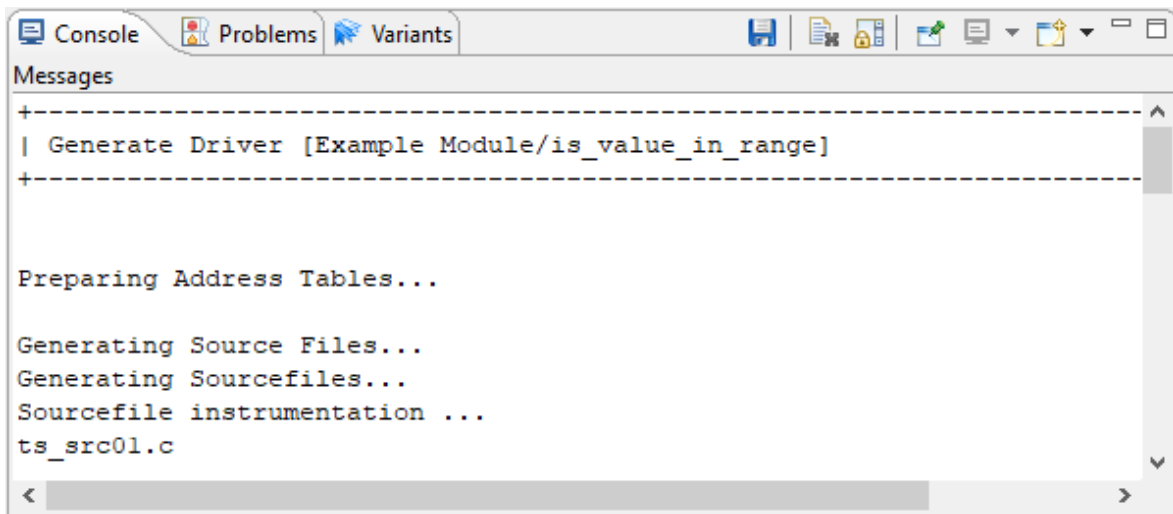 Console Problems Variants
Messages
+-----------------------------------------------------------------------
| Generate Driver [Example Module/is_value_in_range]
+-----------------------------------------------------------------------
Preparing Address Tables...
Generating Source Files...
Generating Sourcefiles...
Sourcefile instrumentation ...
ts_src01.c